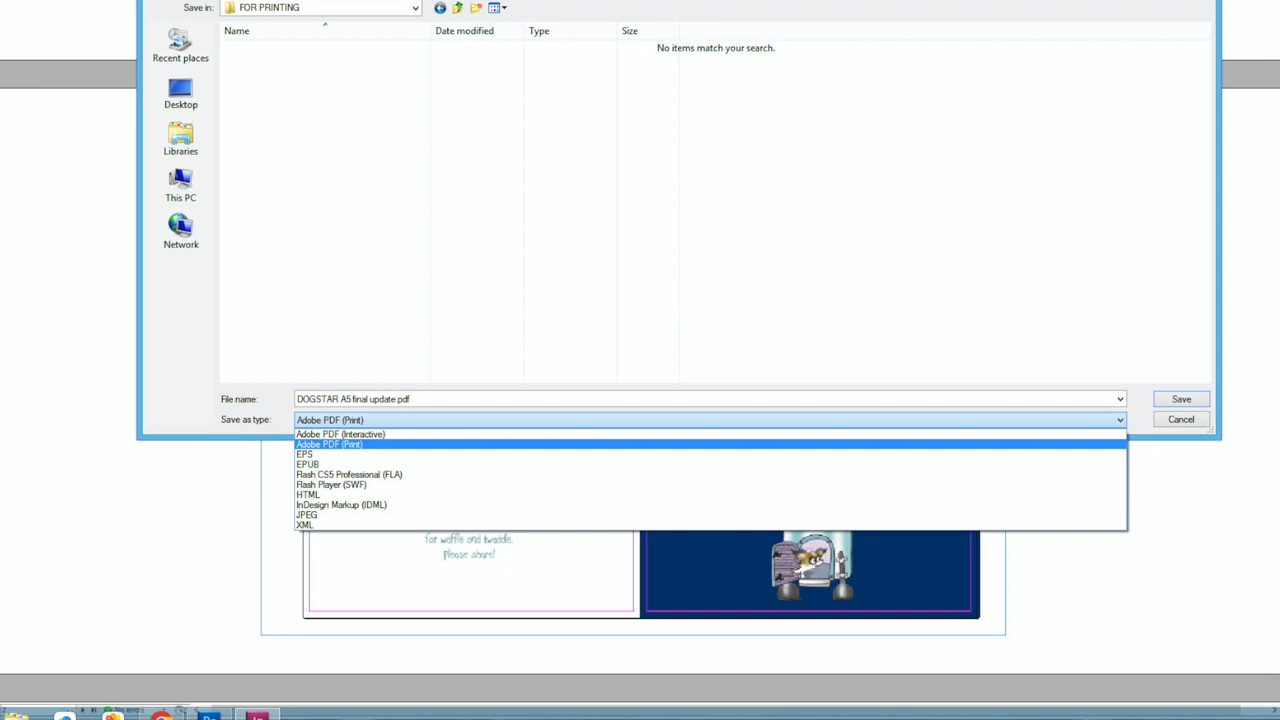 Save in: FOR PRINTING
Name Date modified Type Size
No items match your search.
Recent places
Desktop
Libraries
This PC
Network
File name: DOGSTAR A5 final update.pdf Save
Save as type: Adobe PDF (Print) Cancel
Adobe PDF (Interactive)
Adobe PDF (Print)
EPS
EPUB
Flash CS5 Professional (FLA)
Flash Player (SWF)
HTML
InDesign Markup (IDML)
JPEG
XML
for waffle and twaddle.
Please share!
2 No errors